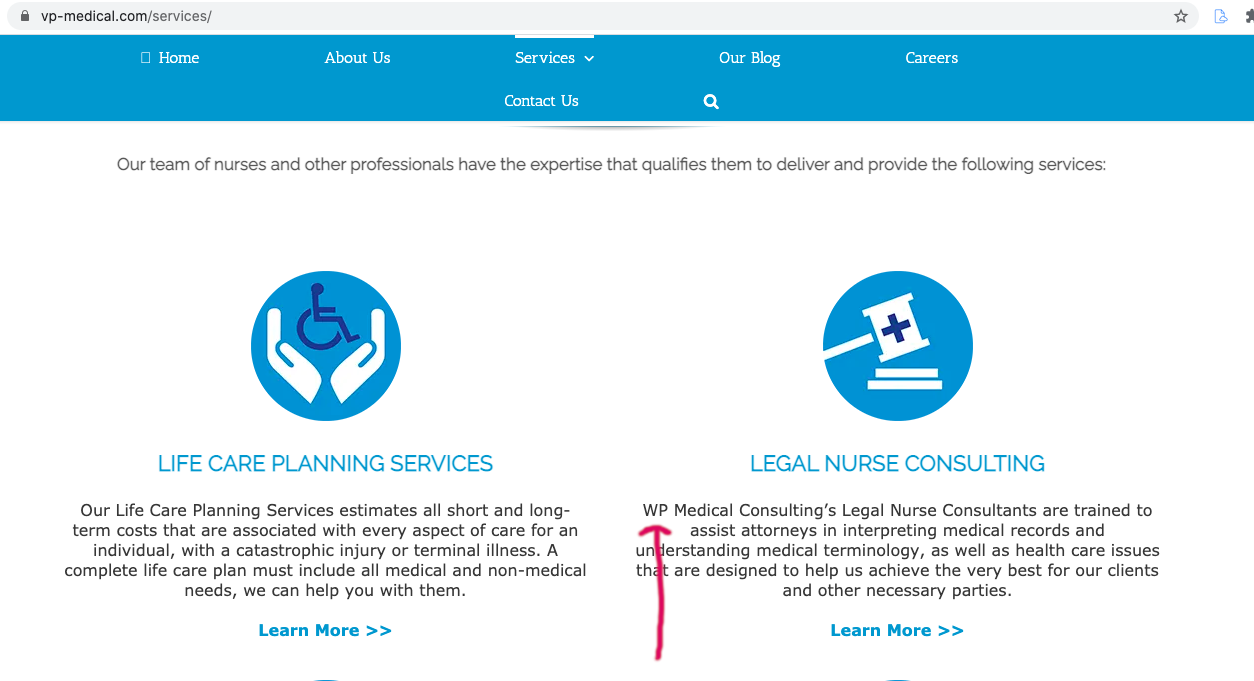 vp-medical.com/services/
Home
About Us
Services
Our Blog
Careers
Contact Us
Our team of nurses and other professionals have the expertise that qualifies them to deliver and provide the following services:
LIFE CARE PLANNING SERVICES
Our Life Care Planning Services estimates all short and long-
term costs that are associated with every aspect of care for an
individual, with a catastrophic injury or terminal illness. A
complete life care plan must include all medical and non-medical
needs, we can help you with them.
Learn More >>
LEGAL NURSE CONSULTING
WP Medical Consulting’s Legal Nurse Consultants are trained to
assist attorneys in interpreting medical records and
understanding medical terminology, as well as health care issues
that are designed to help us achieve the very best for our clients
and other necessary parties.
Learn More >>